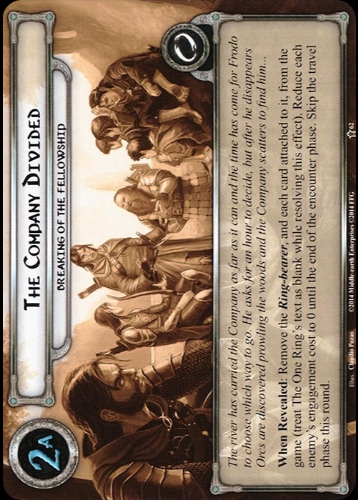 2A
THE COMPANY DIVIDED
BREAKING OF THE FELLOWSHIP
The river has carried the Company as far as it can and the time has come for Frodo
to choose which way to go. He asks for an hour to decide, but after he disappears
Orcs are discovered prowling the woods and the Company scatters to find him...
When Revealed: Remove the Ring-bearer, and each card attached to it, from
the game (treat The One Ring's text as blank while resolving this effect). Reduce each
enemy's engagement cost to 0 until the end of the encounter phase. Skip the travel
phase this round.
Illus. Claudio Pozas ©2014 Middle-earth Enterprises ©2014 FFG 62